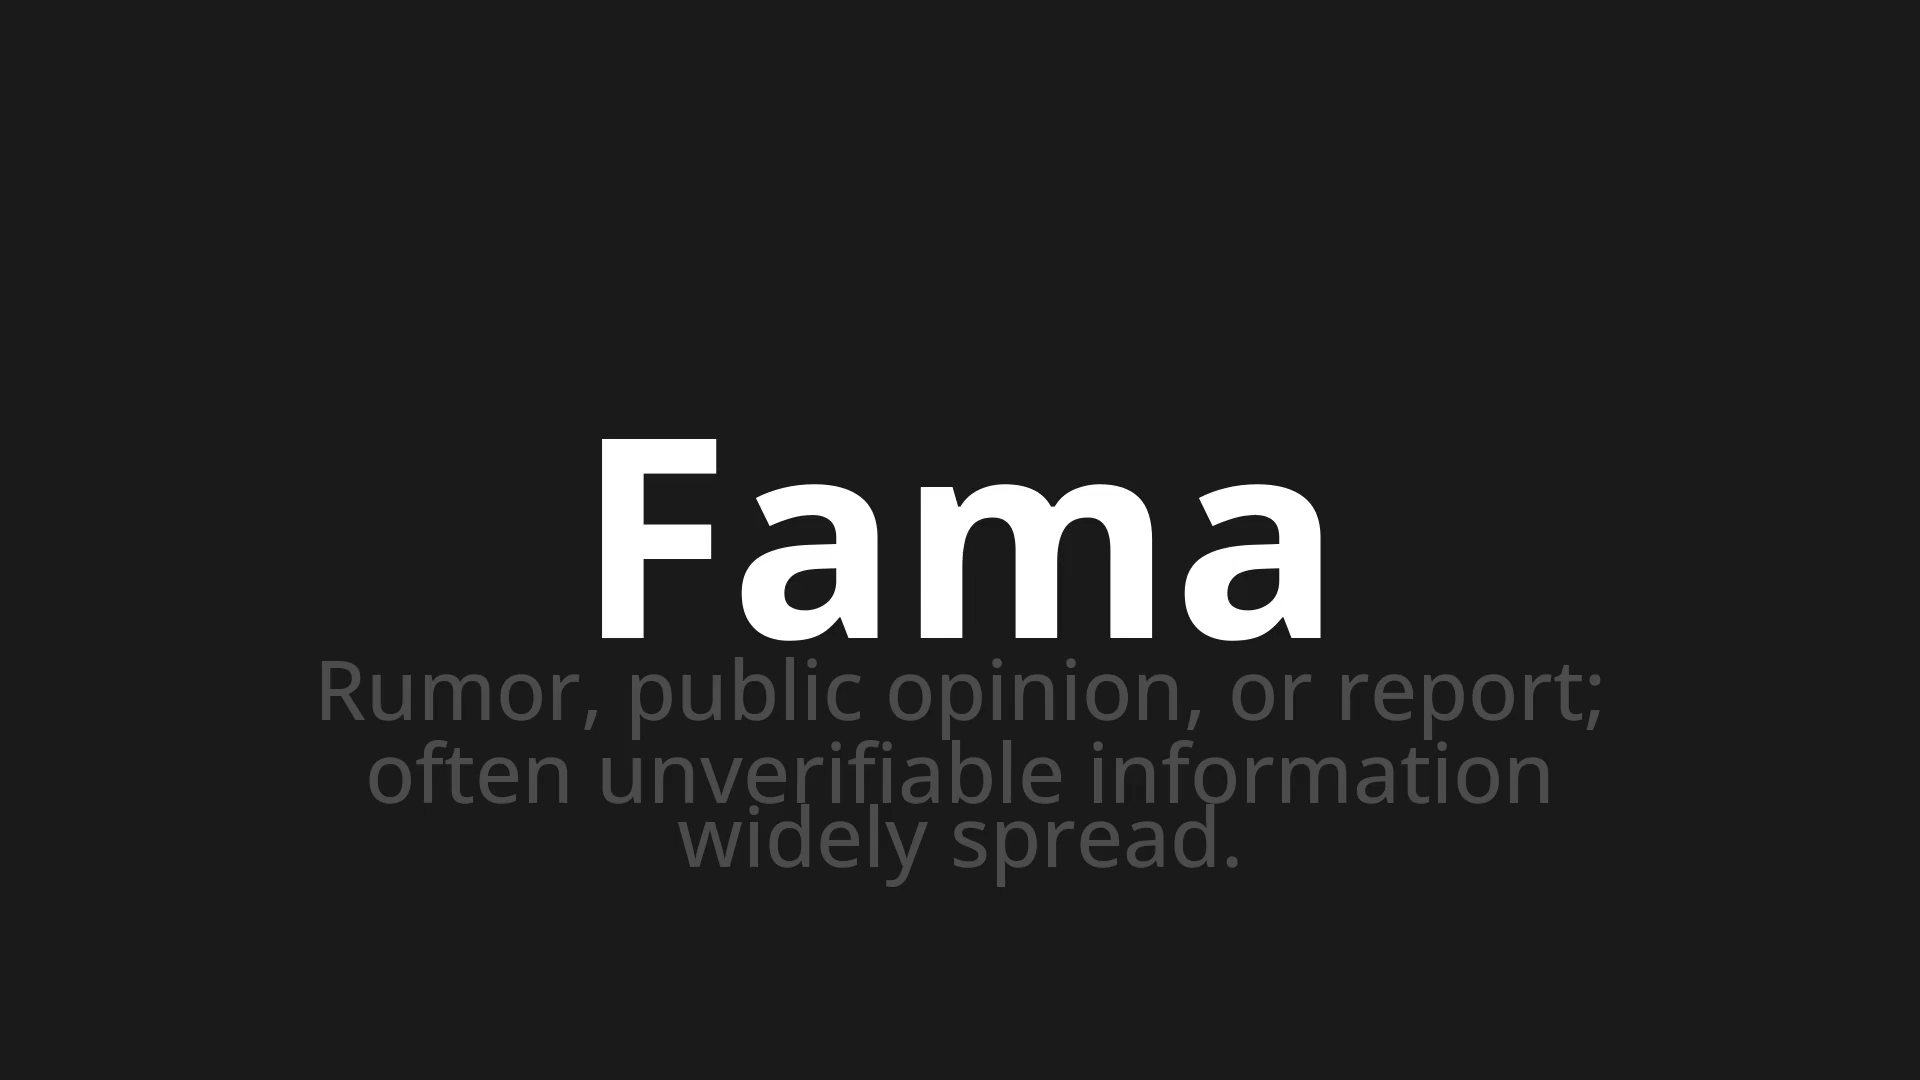 Fama
Rumor, public opinion, or report;
often unverifiable information
widely spread.